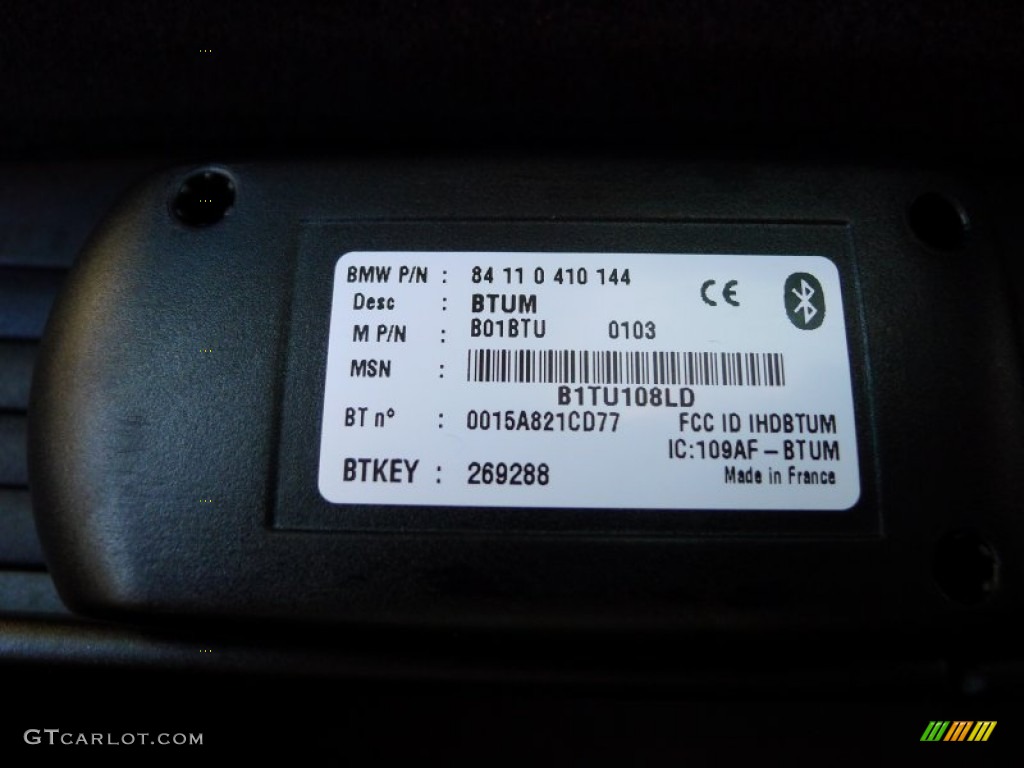 BMW P/N : 84 11 0 410 144
Desc : BTUM
M P/N : B01BTU 0103
MSN :
B1TU108LD
BT nº : 0015A821CD77 FCC ID IHDBTUM
IC:109AF-BTUM
BTKEY : 269288 Made in France
GTCARLOT.COM